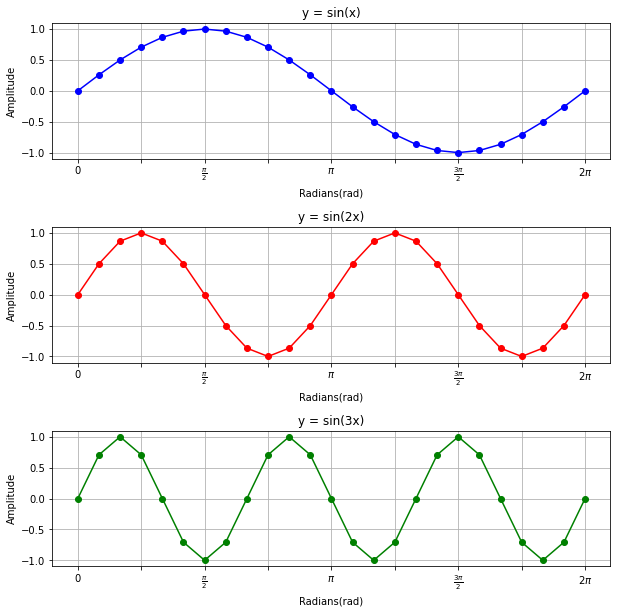 y = sin(x)
1.0
0.5
0.0
−0.5
−1.0
Amplitude
0 π/2 π 3π/2 2π
Radians(rad)
y = sin(2x)
1.0
0.5
0.0
−0.5
−1.0
Amplitude
0 π/2 π 3π/2 2π
Radians(rad)
y = sin(3x)
1.0
0.5
0.0
−0.5
−1.0
Amplitude
0 π/2 π 3π/2 2π
Radians(rad)